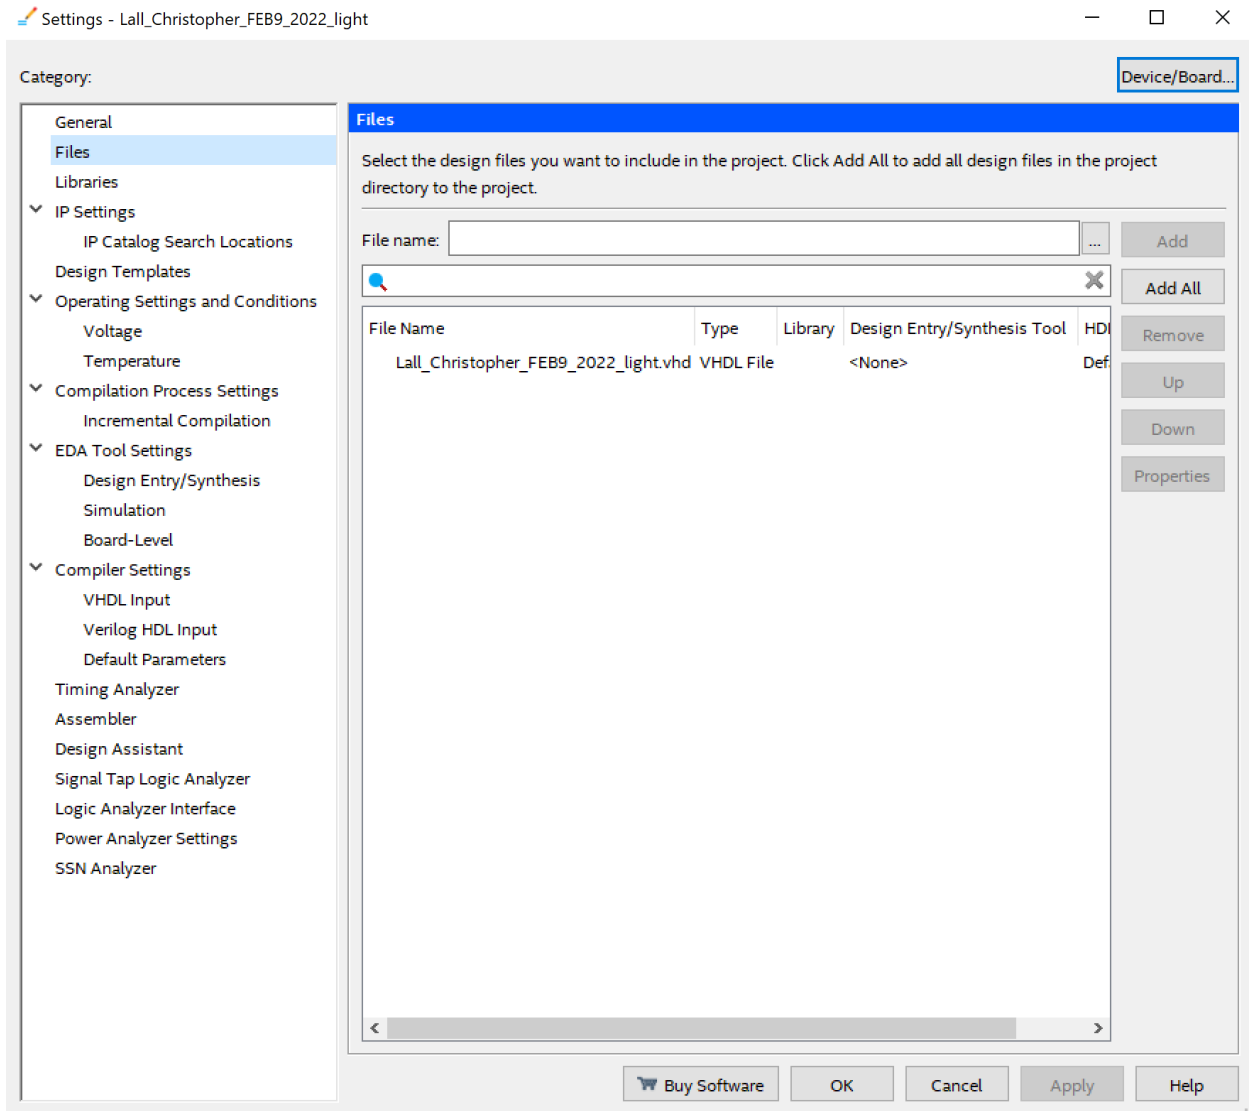 Settings - Lall_Christopher_FEB9_2022_light
Category:
Device/Board...
General
Files
Libraries
IP Settings
IP Catalog Search Locations
Design Templates
Operating Settings and Conditions
Voltage
Temperature
Compilation Process Settings
Incremental Compilation
EDA Tool Settings
Design Entry/Synthesis
Simulation
Board-Level
Compiler Settings
VHDL Input
Verilog HDL Input
Default Parameters
Timing Analyzer
Assembler
Design Assistant
Signal Tap Logic Analyzer
Logic Analyzer Interface
Power Analyzer Settings
SSN Analyzer
Files
Select the design files you want to include in the project. Click Add All to add all design files in the project
directory to the project.
File name: ... Add
Add All
File Name Type Library Design Entry/Synthesis Tool HDL
Lall_Christopher_FEB9_2022_light.vhd VHDL File <None> Def
Remove
Up
Down
Properties
Buy Software OK Cancel Apply Help